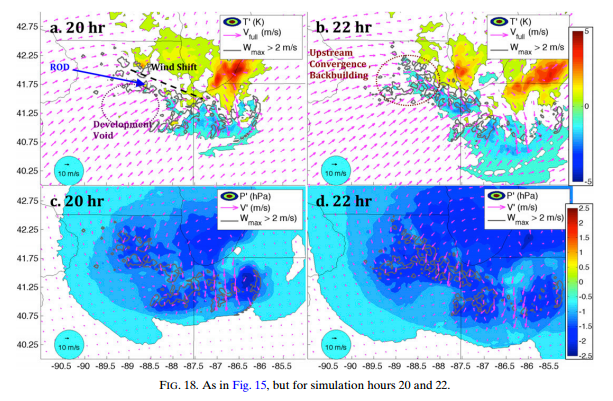 a. 20 hr
T' (K)
V_full (m/s)
W_max > 2 m/s
ROD
Wind Shift
Development
Void
10 m/s
42.75
42.25
41.75
41.25
40.75
40.25
b. 22 hr
T' (K)
V_full (m/s)
W_max > 2 m/s
Upstream
Convergence
Backbuilding
10 m/s
5
-5
c. 20 hr
P' (hPa)
V' (m/s)
W_max > 2 m/s
10 m/s
42.75
42.25
41.75
41.25
40.75
40.25
-90.5 -90 -89.5 -89 -88.5 -88 -87.5 -87 -86.5 -86 -85.5
d. 22 hr
P' (hPa)
V' (m/s)
W_max > 2 m/s
10 m/s
-90.5 -90 -89.5 -89 -88.5 -88 -87.5 -87 -86.5 -86 -85.5
2.5
2
1.5
1
0.5
0
-0.5
-1
-1.5
-2
-2.5
FIG. 18. As in Fig. 15, but for simulation hours 20 and 22.